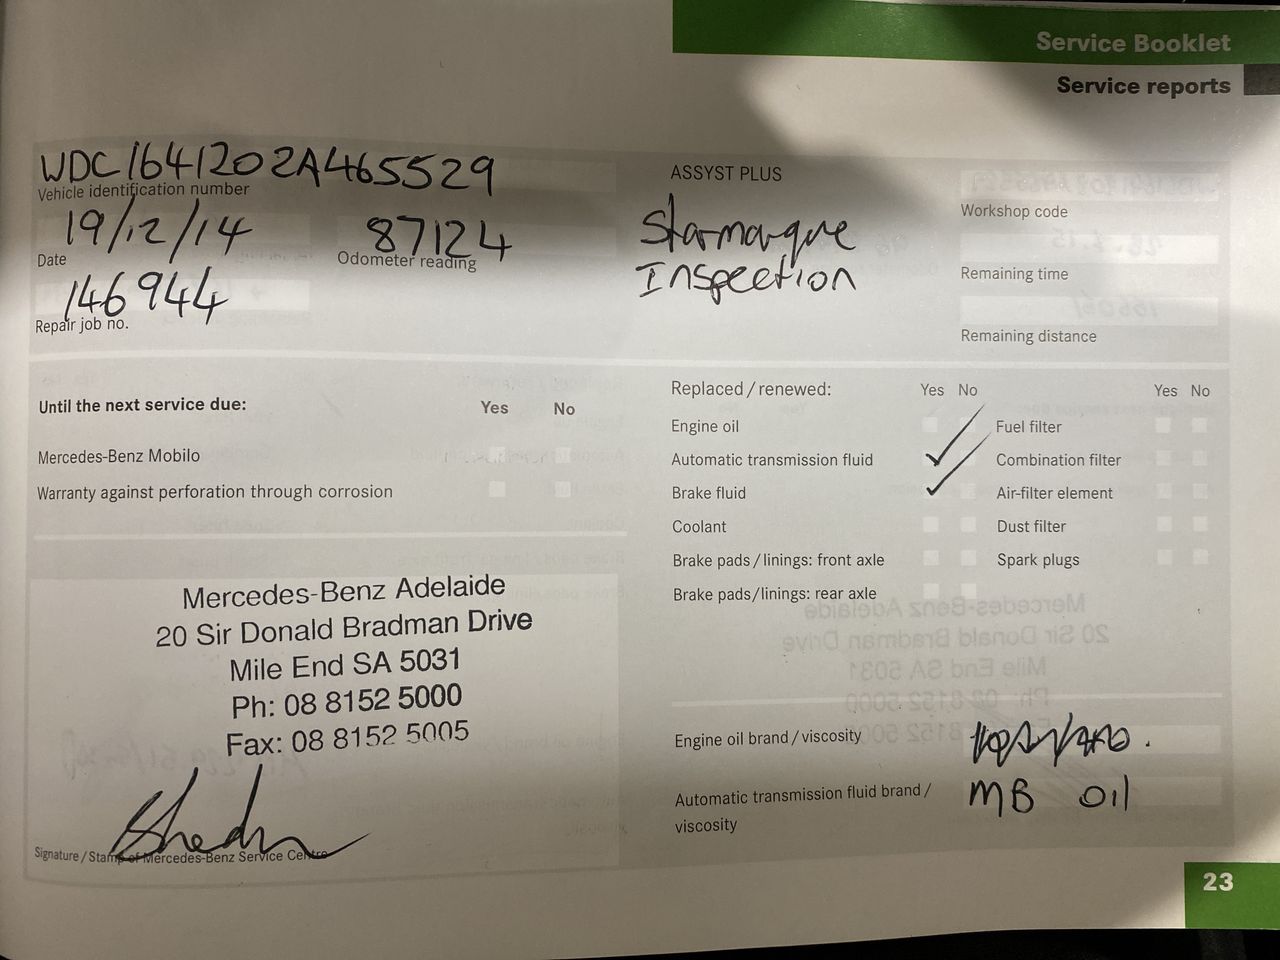 Service Booklet
Service reports
WDC1641202A465529
Vehicle identification number
19/12/14
87124
Date
Odometer reading
146944
Repair job no.
ASSYST PLUS
Starmarque
Inspection
Workshop code
Remaining time
Remaining distance
Until the next service due:
Yes No
Mercedes-Benz Mobilo
Warranty against perforation through corrosion
Replaced / renewed:
Yes No
Yes No
Engine oil
Fuel filter
Automatic transmission fluid
Combination filter
Brake fluid
Air-filter element
Coolant
Dust filter
Brake pads / linings: front axle
Spark plugs
Brake pads / linings: rear axle
Mercedes-Benz Adelaide
20 Sir Donald Bradman Drive
Mile End SA 5031
Ph: 08 8152 5000
Fax: 08 8152 5005
Signature / Stamp of Mercedes-Benz Service Centre
Engine oil brand / viscosity
Automatic transmission fluid brand /
viscosity
MB OIL
23